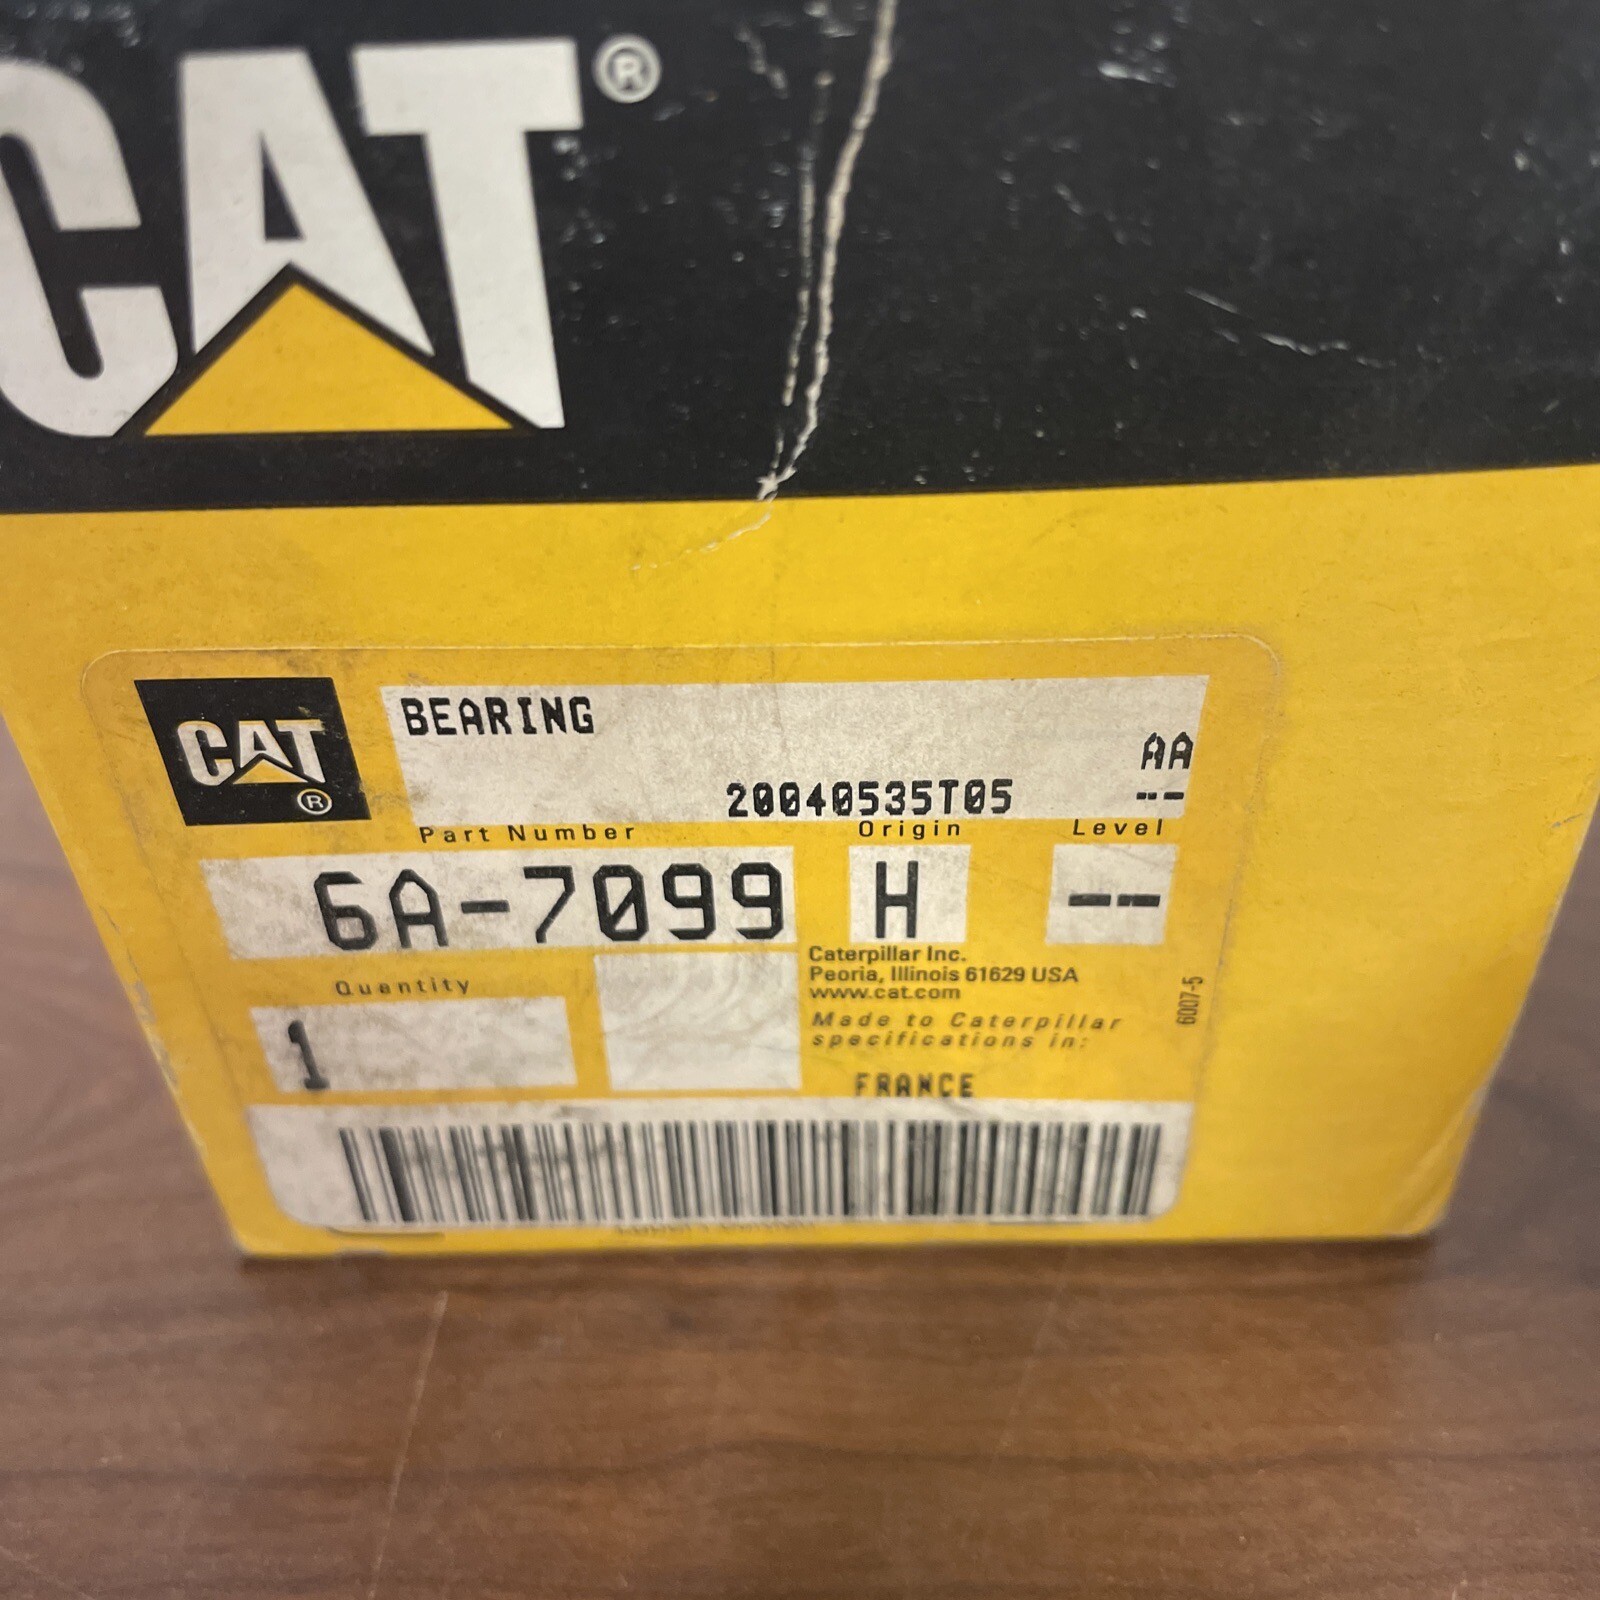 CAT®
CAT®
BEARING
AA
20040535T05 --
Part Number Origin Level
6A-7099 H --
Caterpillar Inc.
Peoria, Illinois 61629 USA
www.cat.com
Quantity
1
Made to Caterpillar
specifications in:
FRANCE
6007-5